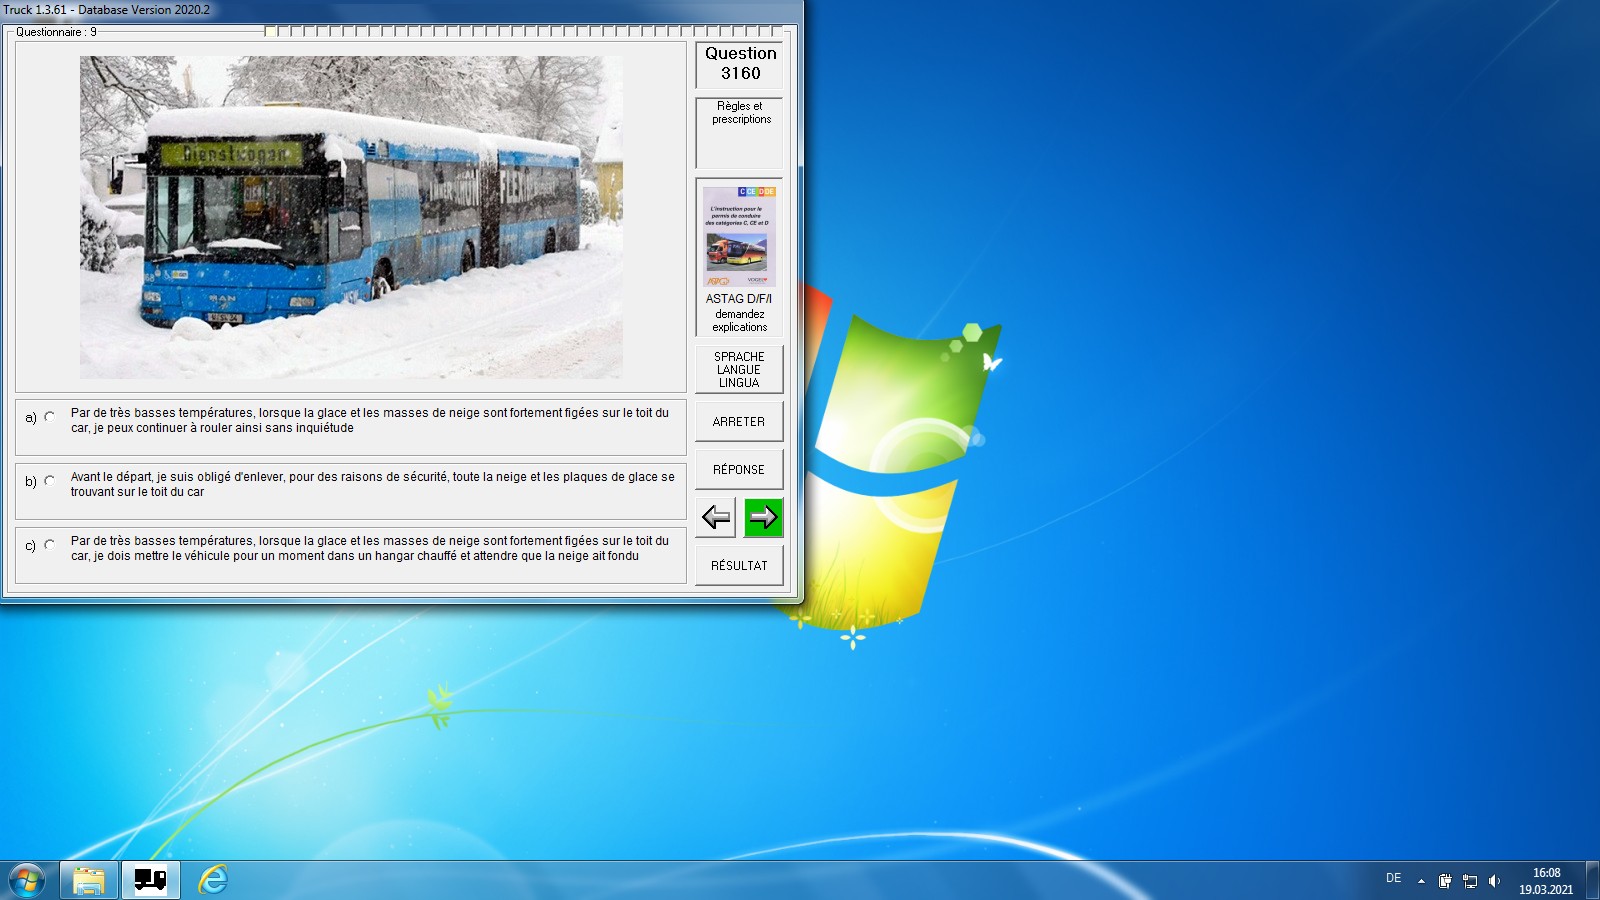 Truck 1.3.61 - Database Version 2020.2
Questionnaire : 9
Dienstwagen
MAN
Question
3160
Règles et
prescriptions
C CE D DE
L'instruction pour le
permis de conduire
des catégories C, CE et D
ASTAG D/F/I
demandez
explications
SPRACHE
LANGUE
LINGUA
ARRETER
RÉPONSE
RÉSULTAT
a) Par de très basses températures, lorsque la glace et les masses de neige sont fortement figées sur le toit du
car, je peux continuer à rouler ainsi sans inquiétude
b) Avant le départ, je suis obligé d'enlever, pour des raisons de sécurité, toute la neige et les plaques de glace se
trouvant sur le toit du car
c) Par de très basses températures, lorsque la glace et les masses de neige sont fortement figées sur le toit du
car, je dois mettre le véhicule pour un moment dans un hangar chauffé et attendre que la neige ait fondu
DE
16:08
19.03.2021